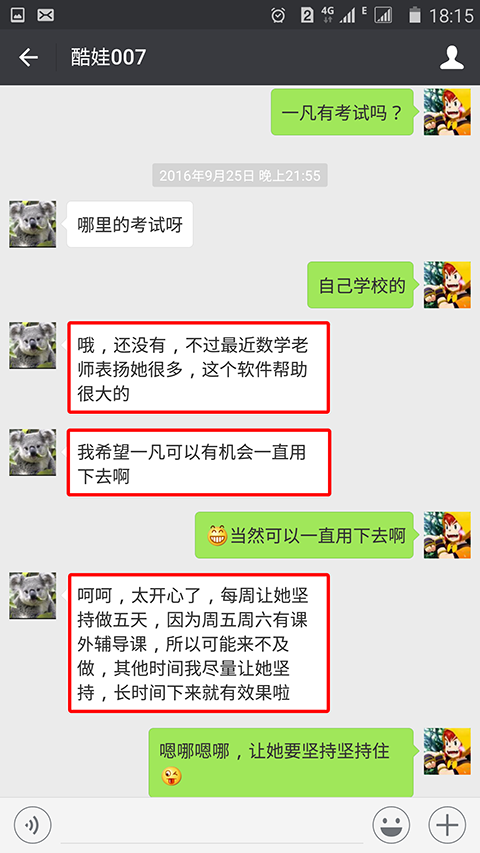 2 4G E 18:15
酷娃007
一凡有考试吗？
2016年9月25日 晚上21:55
哪里的考试呀
自己学校的
哦，还没有，不过最近数学老
师表扬她很多，这个软件帮助
很大的
我希望一凡可以有机会一直用
下去啊
当然可以一直用下去啊
呵呵，太开心了，每周让她坚
持做五天，因为周五周六有课
外辅导课，所以可能来不及
做，其他时间我尽量让她坚
持，长时间下来就有效果啦
嗯哪嗯哪，让她要坚持坚持住